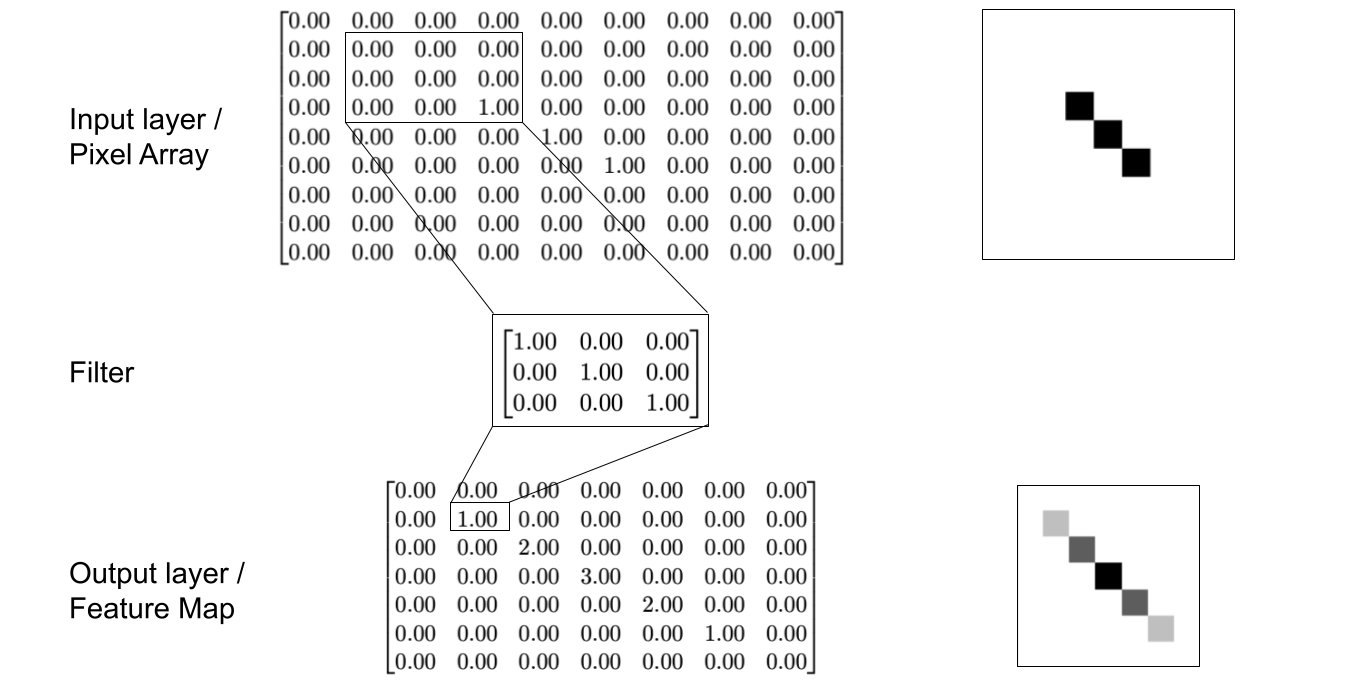 0.00 0.00 0.00 0.00 0.00 0.00 0.00 0.00 0.00
0.00 0.00 0.00 0.00 0.00 0.00 0.00 0.00 0.00
0.00 0.00 0.00 0.00 0.00 0.00 0.00 0.00 0.00
0.00 0.00 0.00 1.00 0.00 0.00 0.00 0.00 0.00
Input layer /
Pixel Array
0.00 0.00 0.00 0.00 1.00 0.00 0.00 0.00 0.00
0.00 0.00 0.00 0.00 0.00 1.00 0.00 0.00 0.00
0.00 0.00 0.00 0.00 0.00 0.00 0.00 0.00 0.00
0.00 0.00 0.00 0.00 0.00 0.00 0.00 0.00 0.00
0.00 0.00 0.00 0.00 0.00 0.00 0.00 0.00 0.00
Filter
1.00 0.00 0.00
0.00 1.00 0.00
0.00 0.00 1.00
0.00 0.00 0.00 0.00 0.00 0.00 0.00
0.00 1.00 0.00 0.00 0.00 0.00 0.00
0.00 0.00 2.00 0.00 0.00 0.00 0.00
Output layer /
Feature Map
0.00 0.00 0.00 3.00 0.00 0.00 0.00
0.00 0.00 0.00 0.00 2.00 0.00 0.00
0.00 0.00 0.00 0.00 0.00 1.00 0.00
0.00 0.00 0.00 0.00 0.00 0.00 0.00